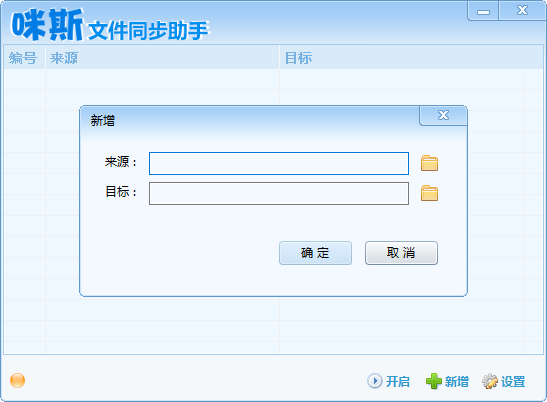 咪斯 文件同步助手
编号 来源 目标
新增
来源：
目标：
确 定 取 消
开启 新增 设置